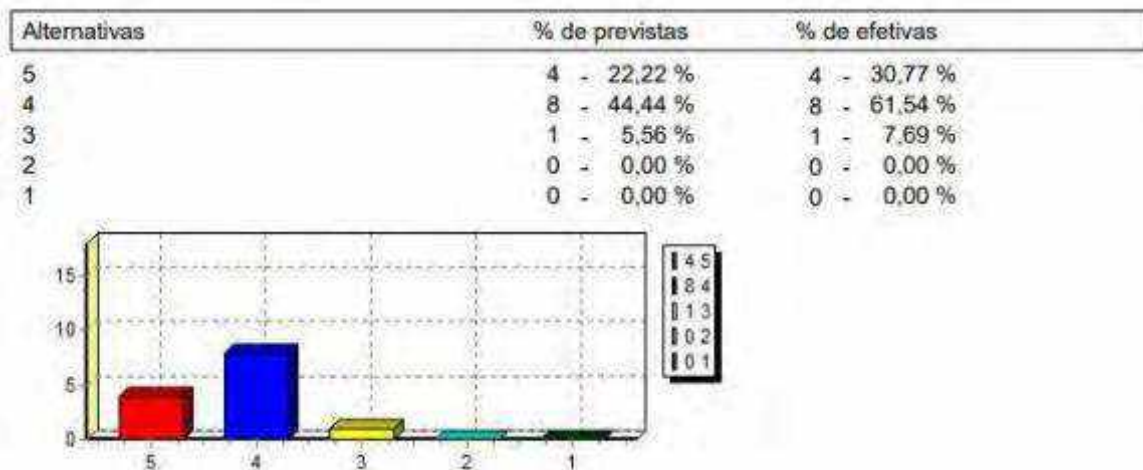 Alternativas % de previstas % de efetivas
5 4 - 22,22 % 4 - 30,77 %
4 8 - 44,44 % 8 - 61,54 %
3 1 - 5,56 % 1 - 7,69 %
2 0 - 0,00 % 0 - 0,00 %
1 0 - 0,00 % 0 - 0,00 %
15
10
5
0
5 4 3 2 1
4 5
8 4
1 3
0 2
0 1